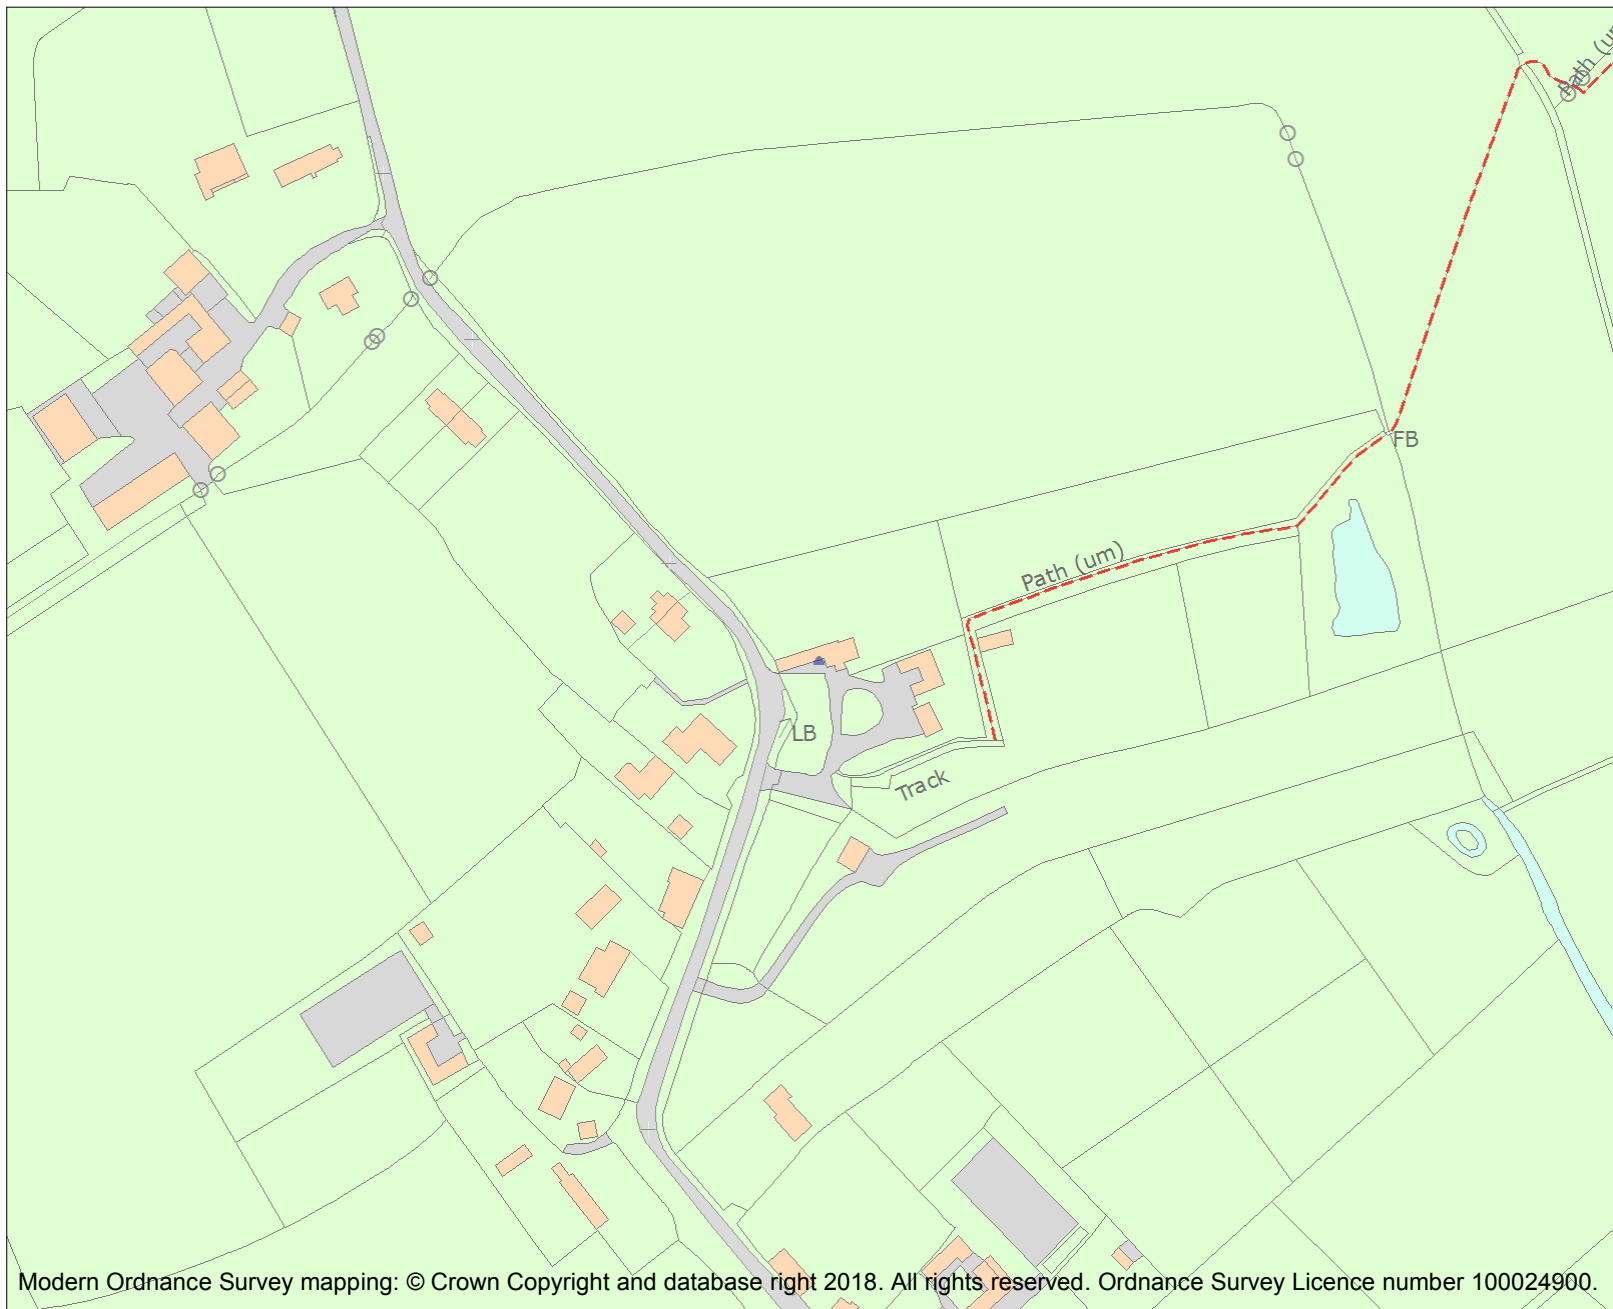 Path (um)
FB
Path (um)
LB
Track
Modern Ordnance Survey mapping: © Crown Copyright and database right 2018. All rights reserved. Ordnance Survey Licence number 100024900.